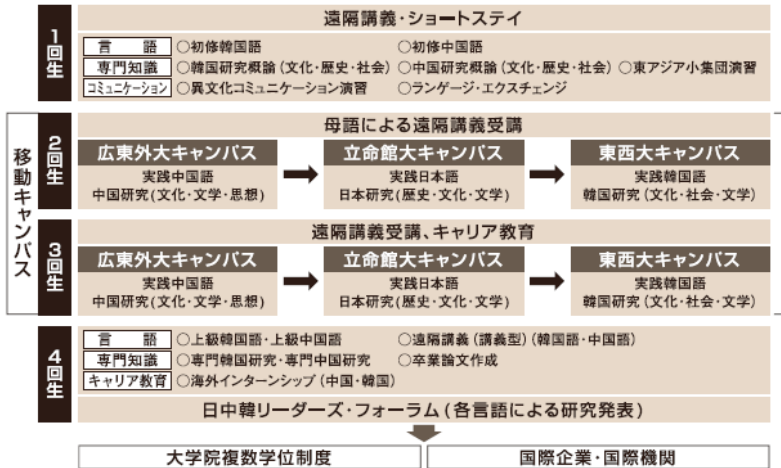 1回生
遠隔講義・ショートステイ
言 語 ○初修韓国語 ○初修中国語
専門知識 ○韓国研究概論(文化・歴史・社会) ○中国研究概論(文化・歴史・社会) ○東アジア小集団演習
コミュニケーション ○異文化コミュニケーション演習 ○ランゲージ・エクスチェンジ
移動キャンパス
2回生
母語による遠隔講義受講
広東外大キャンパス 立命館大キャンパス 東西大キャンパス
実践中国語 実践日本語 実践韓国語
中国研究(文化・文学・思想) 日本研究(歴史・文化・文学) 韓国研究(文化・社会・文学)
3回生
遠隔講義受講、キャリア教育
広東外大キャンパス 立命館大キャンパス 東西大キャンパス
実践中国語 実践日本語 実践韓国語
中国研究(文化・文学・思想) 日本研究(歴史・文化・文学) 韓国研究(文化・社会・文学)
4回生
言 語 ○上級韓国語・上級中国語 ○遠隔講義(講義型)(韓国語・中国語)
専門知識 ○専門韓国研究・専門中国研究 ○卒業論文作成
キャリア教育 ○海外インターンシップ(中国・韓国)
日中韓リーダーズ・フォーラム(各言語による研究発表)
大学院複数学位制度 国際企業・国際機関